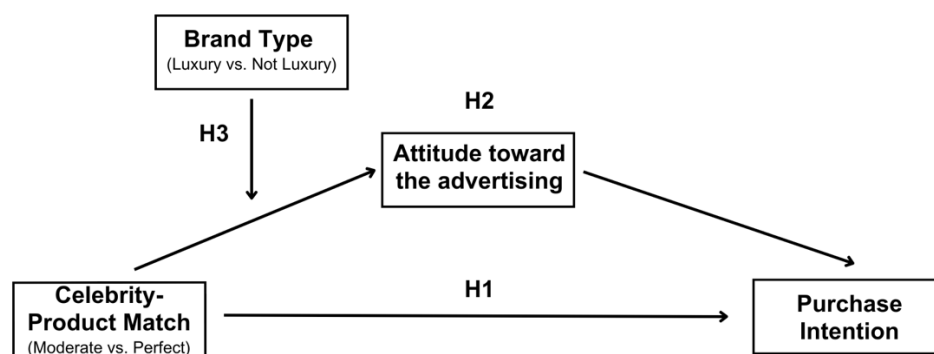 Brand Type
(Luxury vs. Not Luxury)
H2
H3
Attitude toward
the advertising
H1
Celebrity-
Product Match
(Moderate vs. Perfect)
Purchase
Intention